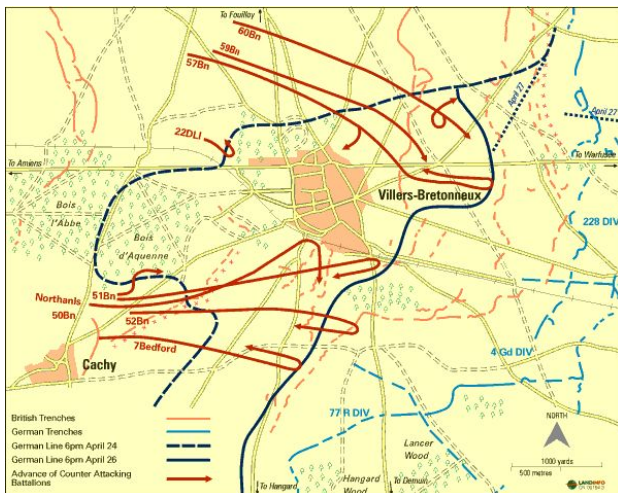 To Fouilloy
60Bn
59Bn
57Bn
22DLI
April 27
April 27
To Amiens
To Warfusee
Villers-Bretonneux
Bois
l'Abbe
Bois
d'Aquenne
228 DIV
Northants
51Bn
50Bn
52Bn
7Bedford
Cachy
4 Gd DIV
77 R DIV
Lancer
Wood
Hangard
Wood
To Hangard
To Demuin
British Trenches
German Trenches
German Line 6pm April 24
German Line 6pm April 26
Advance of Counter Attacking
Battalions
NORTH
1000 yards
500 metres
LANDINFO